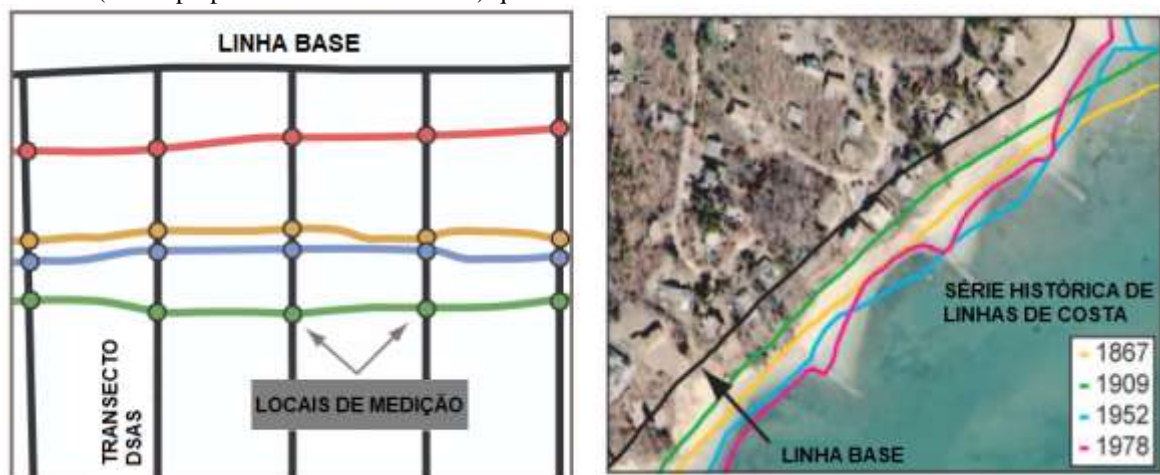 LINHA BASE
TRANSECTO
DSAS
LOCAIS DE MEDIÇÃO
SÉRIE HISTÓRICA DE
LINHAS DE COSTA
1867
1909
1952
1978
LINHA BASE